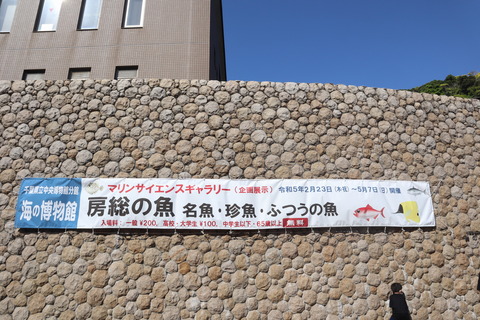 千葉県立中央博物館分館
海の博物館
マリンサイエンスギャラリー(企画展示) 令和5年2月23日(木・祝)～5月7日(日)開催
房総の魚 名魚・珍魚・ふつうの魚
入場料:一般¥200, 高校・大学生¥100, 中学生以下・65歳以上 無料